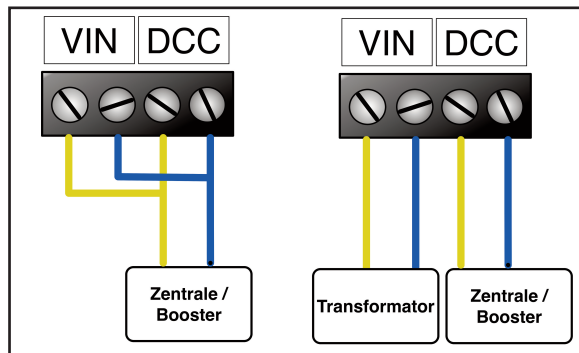 VIN DCC
VIN DCC
Zentrale /
Booster
Transformator
Zentrale /
Booster